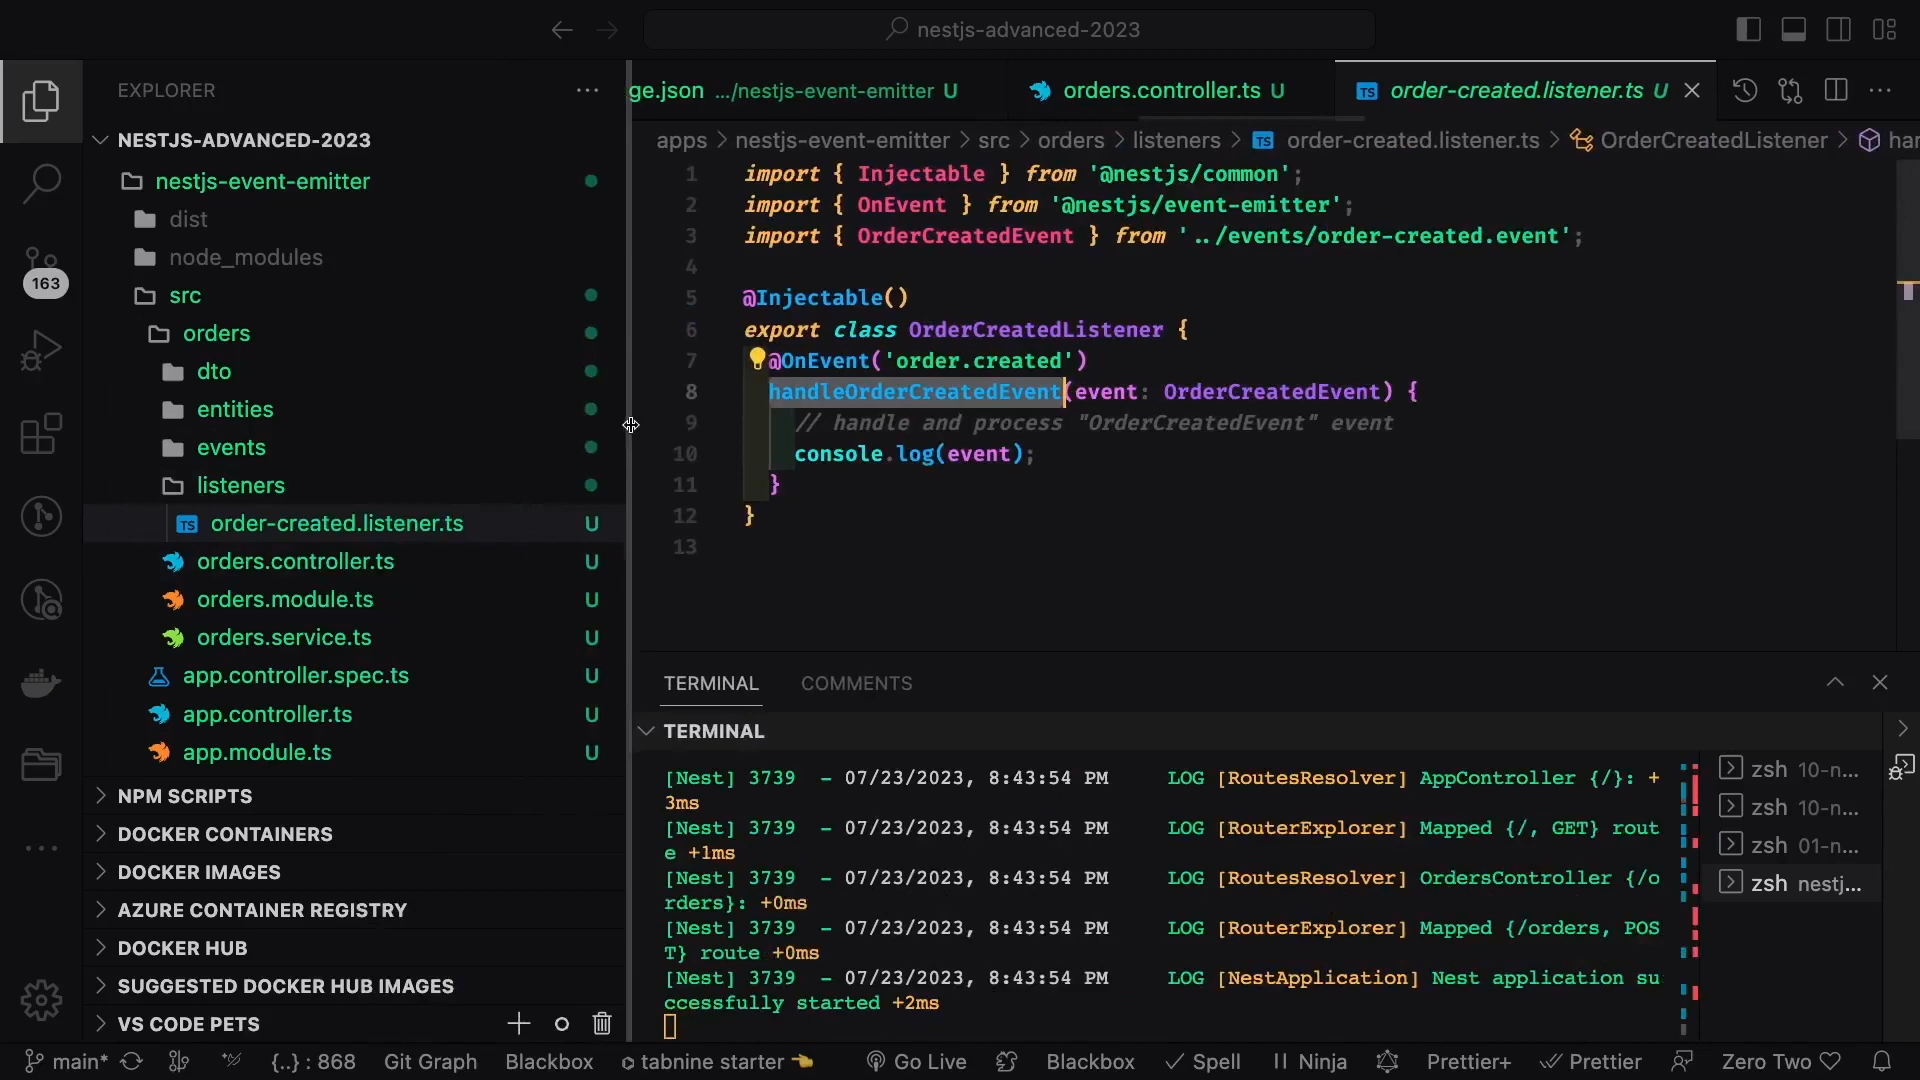 nestjs-advanced-2023
EXPLORER
NESTJS-ADVANCED-2023
nestjs-event-emitter
dist
node_modules
src
orders
dto
entities
events
listeners
TS order-created.listener.ts U
orders.controller.ts U
orders.module.ts U
orders.service.ts U
app.controller.spec.ts U
app.controller.ts U
app.module.ts U
NPM SCRIPTS
DOCKER CONTAINERS
DOCKER IMAGES
AZURE CONTAINER REGISTRY
DOCKER HUB
SUGGESTED DOCKER HUB IMAGES
VS CODE PETS
163
ge.json …/nestjs-event-emitter U
orders.controller.ts U
TS order-created.listener.ts U
apps > nestjs-event-emitter > src > orders > listeners > TS order-created.listener.ts > OrderCreatedListener > har
1 import { Injectable } from '@nestjs/common';
2 import { OnEvent } from '@nestjs/event-emitter';
3 import { OrderCreatedEvent } from '../events/order-created.event';
4
5 @Injectable()
6 export class OrderCreatedListener {
7 @OnEvent('order.created')
8 handleOrderCreatedEvent(event: OrderCreatedEvent) {
9 // handle and process "OrderCreatedEvent" event
10 console.log(event);
11 }
12 }
13
TERMINAL COMMENTS
TERMINAL
[Nest] 3739 - 07/23/2023, 8:43:54 PM LOG [RoutesResolver] AppController {/}: +
3ms
[Nest] 3739 - 07/23/2023, 8:43:54 PM LOG [RouterExplorer] Mapped {/, GET} rout
e +1ms
[Nest] 3739 - 07/23/2023, 8:43:54 PM LOG [RoutesResolver] OrdersController {/o
rders}: +0ms
[Nest] 3739 - 07/23/2023, 8:43:54 PM LOG [RouterExplorer] Mapped {/orders, POS
T} route +0ms
[Nest] 3739 - 07/23/2023, 8:43:54 PM LOG [NestApplication] Nest application su
ccessfully started +2ms
zsh 10-n...
zsh 10-n...
zsh 01-n...
zsh nestj...
main* {..} : 868 Git Graph Blackbox tabnine starter Go Live Blackbox Spell Ninja Prettier+ Prettier Zero Two